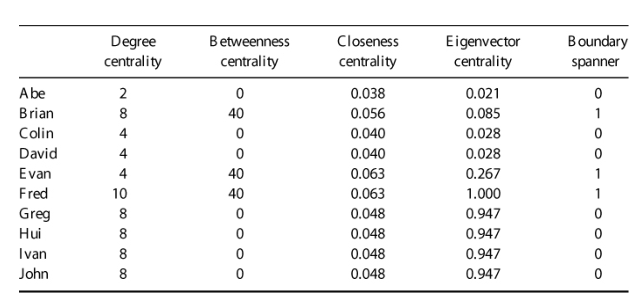 Degree centrality Betweenness centrality Closeness centrality Eigenvector centrality Boundary spanner
Abe 2 0 0.038 0.021 0
Brian 8 40 0.056 0.085 1
Colin 4 0 0.040 0.028 0
David 4 0 0.040 0.028 0
Evan 4 40 0.063 0.267 1
Fred 10 40 0.063 1.000 1
Greg 8 0 0.048 0.947 0
Hui 8 0 0.048 0.947 0
Ivan 8 0 0.048 0.947 0
John 8 0 0.048 0.947 0